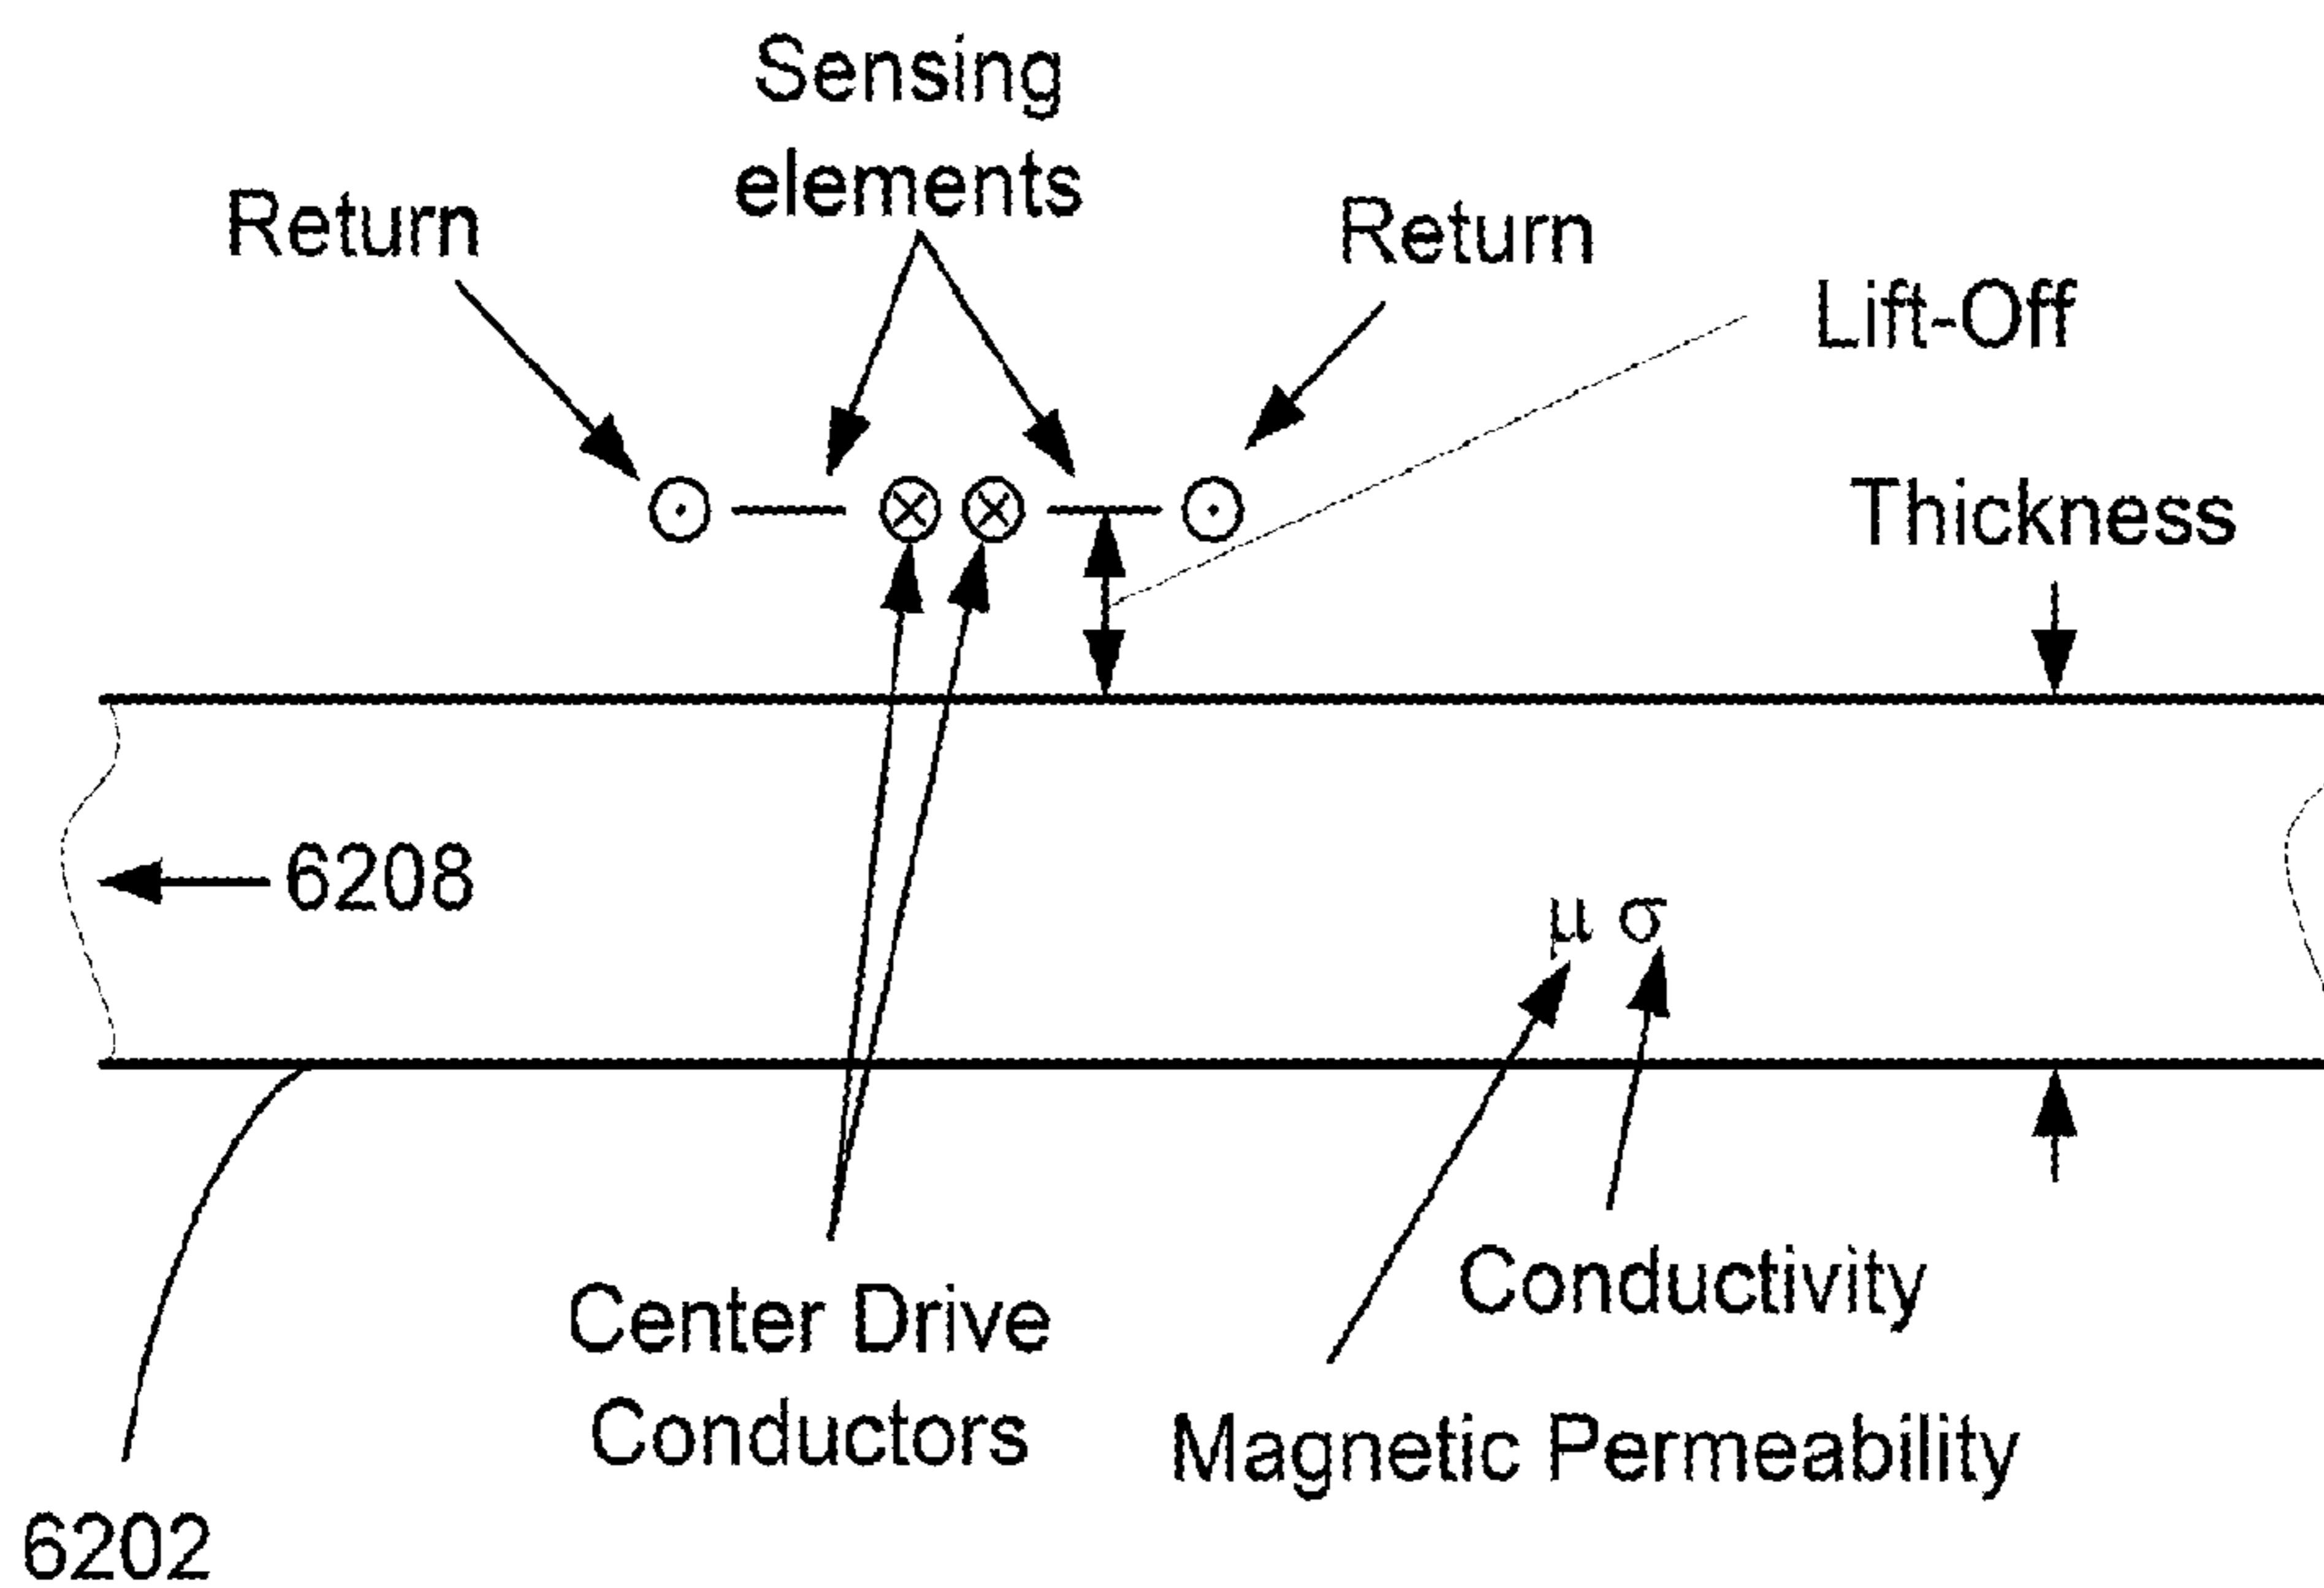 Sensing
elements
Return
Return
Lift-Off
Thickness
6208
μ σ
Center Drive
Conductors
Conductivity
Magnetic Permeability
6202